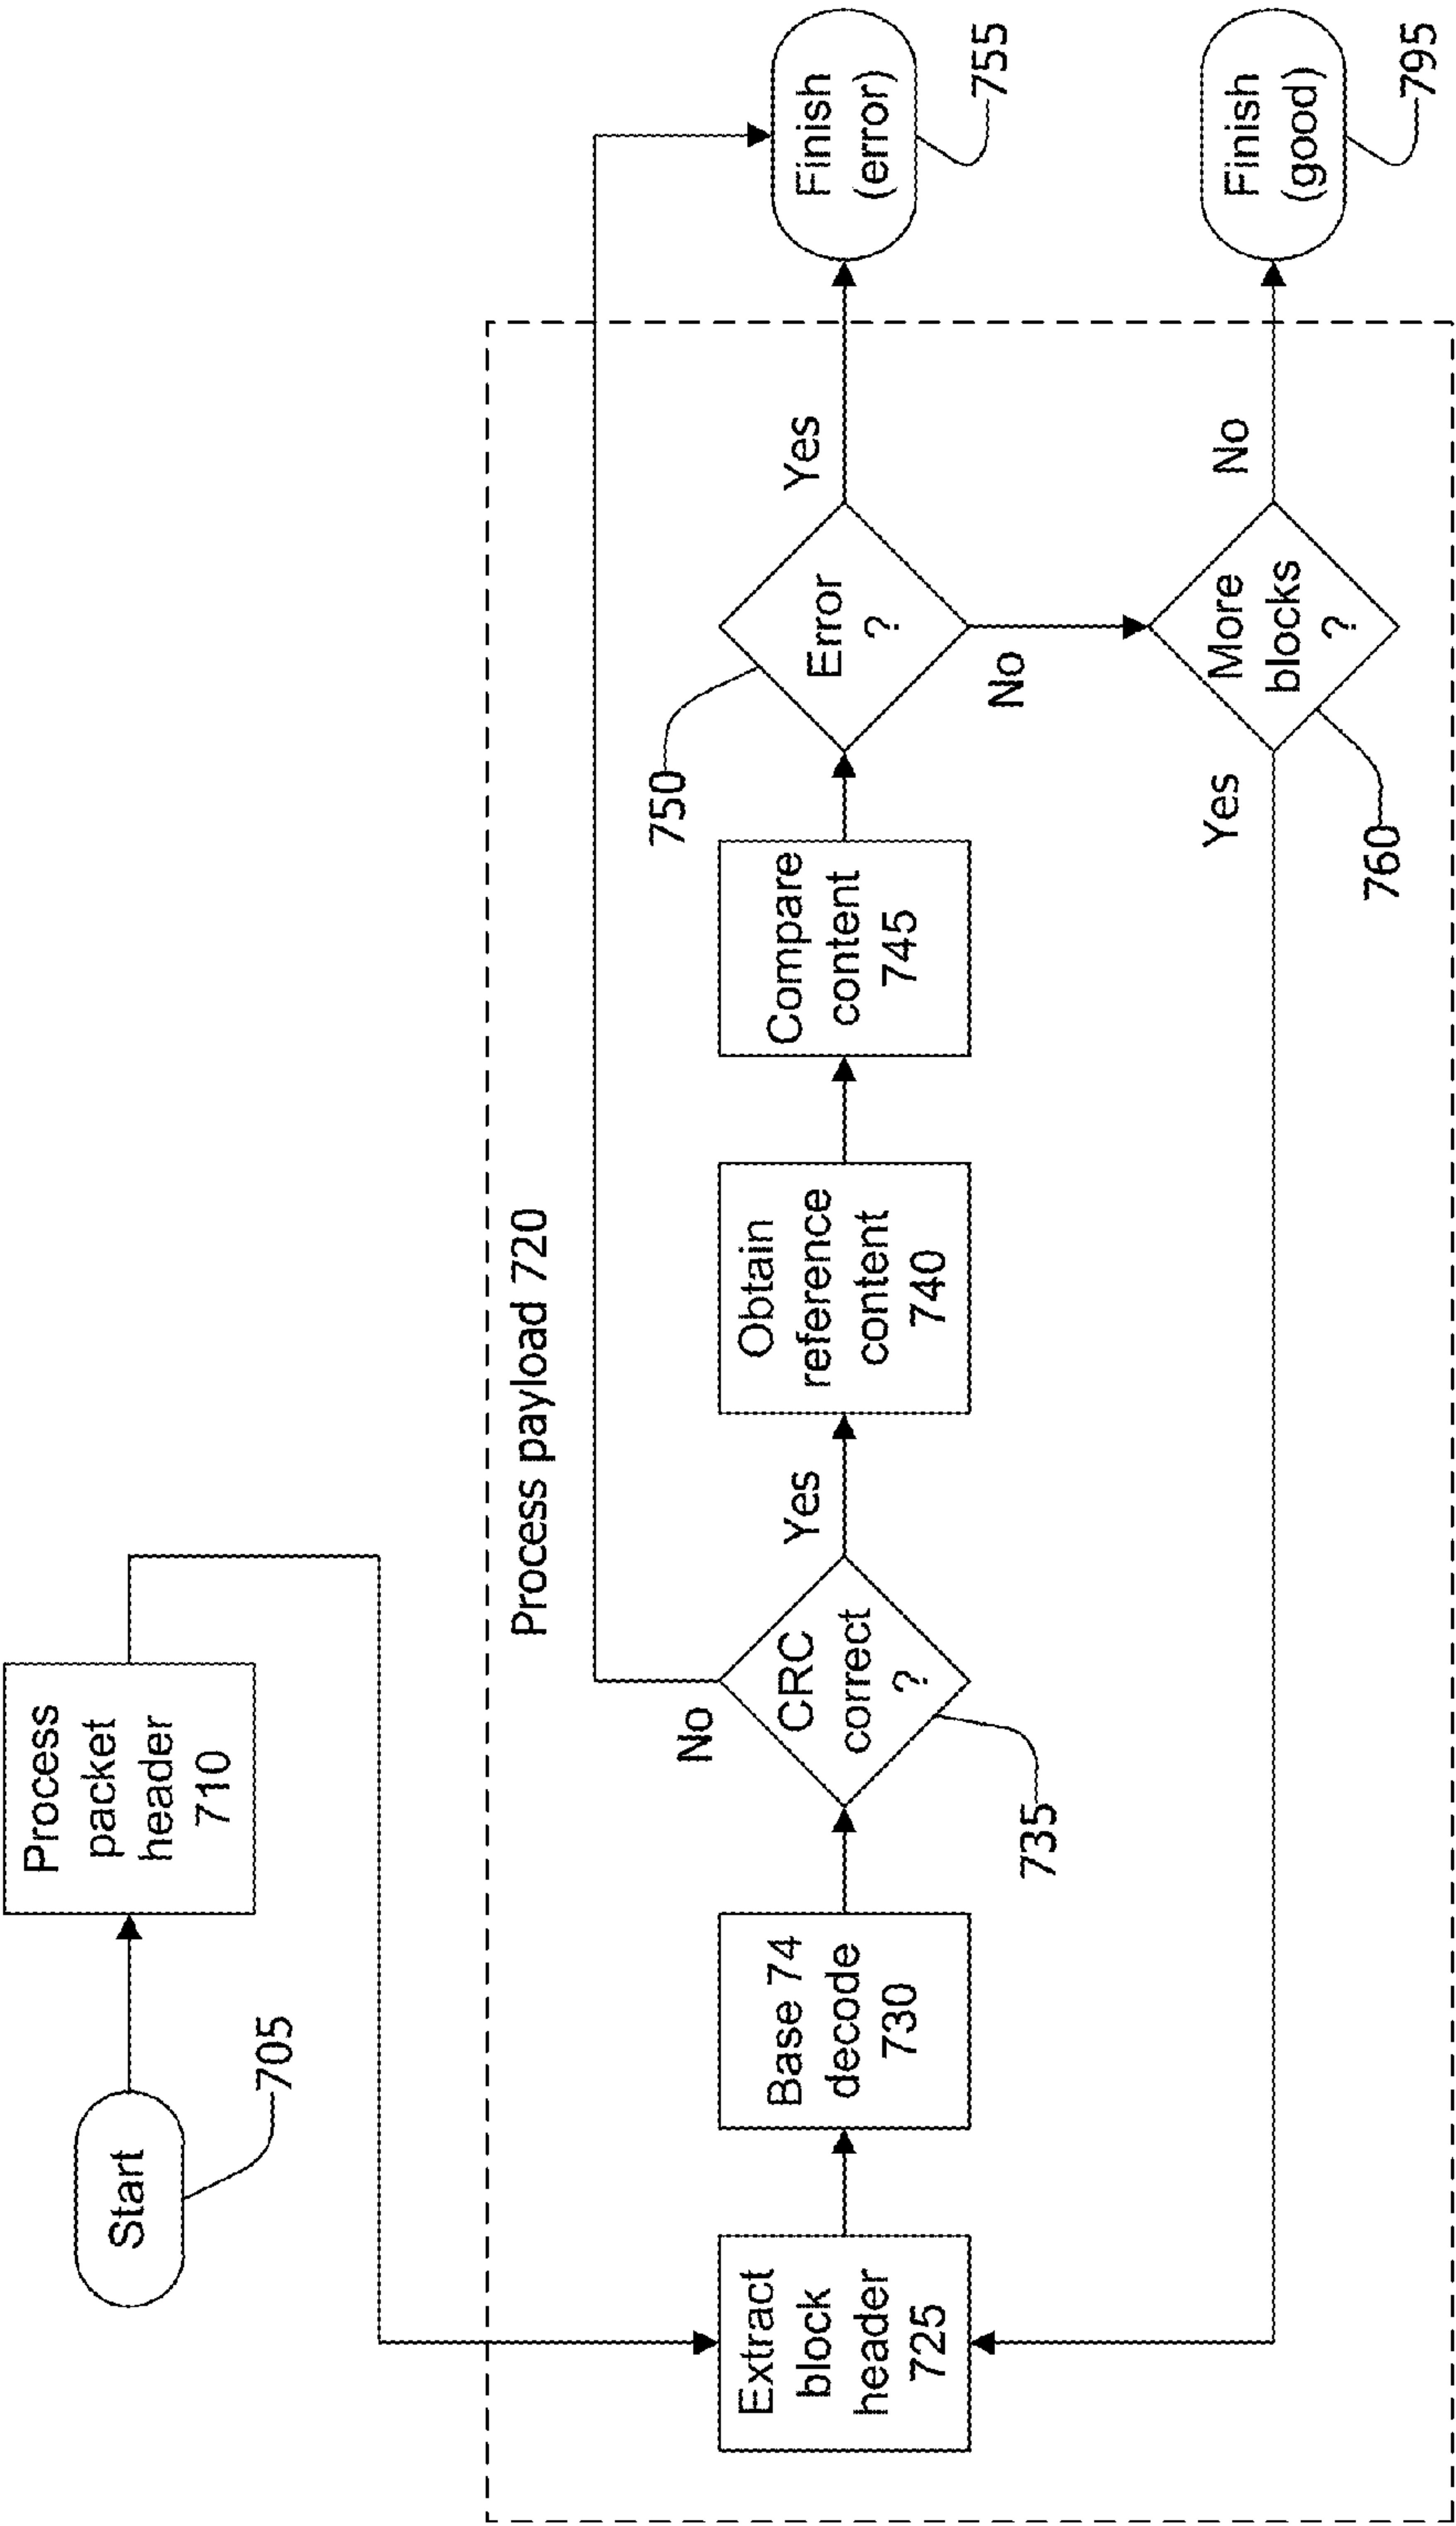 Start
705
Process
packet
header
710
Process payload 720
Extract
block
header
725
Base 74
decode
730
CRC
correct
?
735
No
Yes
Obtain
reference
content
740
Compare
content
745
Error
?
750
Yes
No
Finish
(error)
755
More
blocks
?
760
Yes
No
Finish
(good)
795